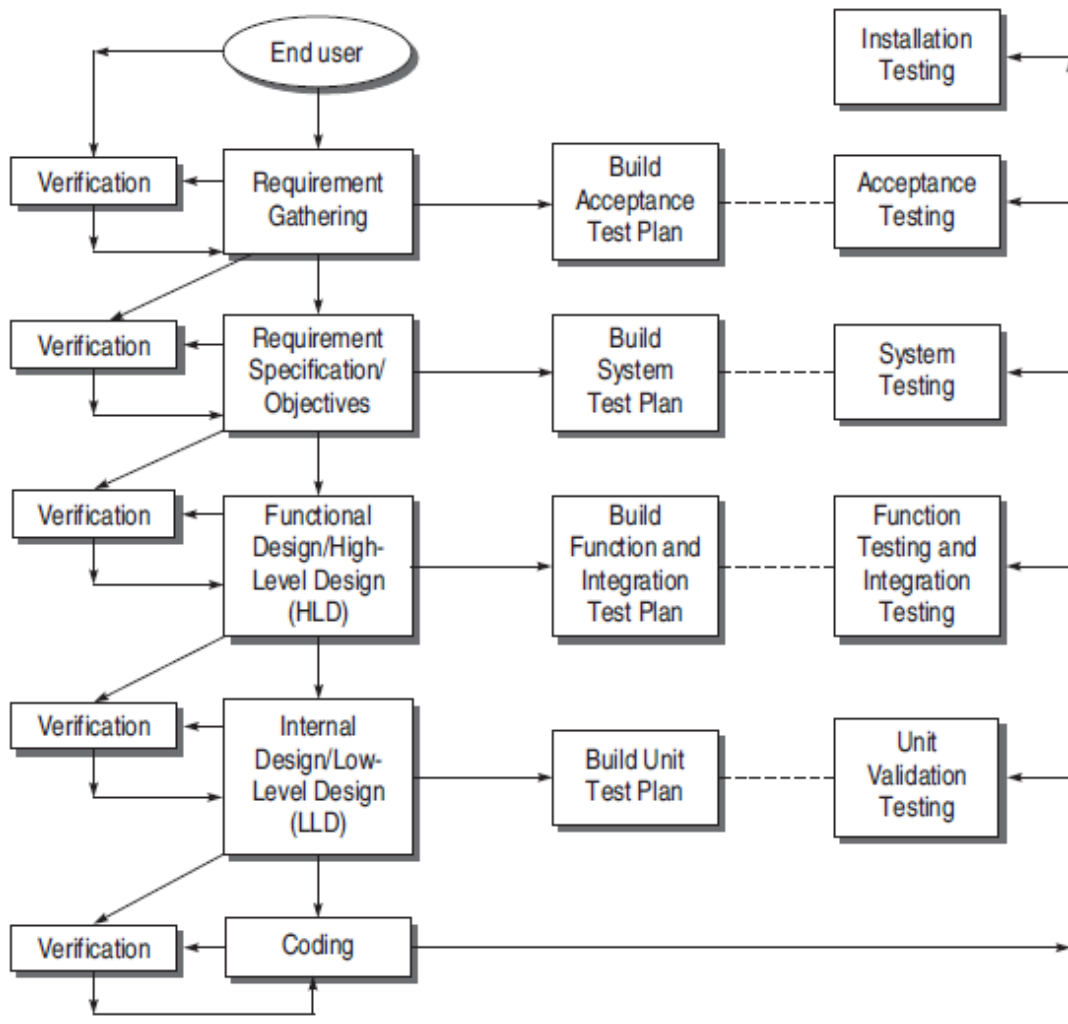 End user
Installation
Testing
Verification
Requirement
Gathering
Build
Acceptance
Test Plan
Acceptance
Testing
Verification
Requirement
Specification/
Objectives
Build
System
Test Plan
System
Testing
Verification
Functional
Design/High-
Level Design
(HLD)
Build
Function and
Integration
Test Plan
Function
Testing and
Integration
Testing
Verification
Internal
Design/Low-
Level Design
(LLD)
Build Unit
Test Plan
Unit
Validation
Testing
Verification
Coding